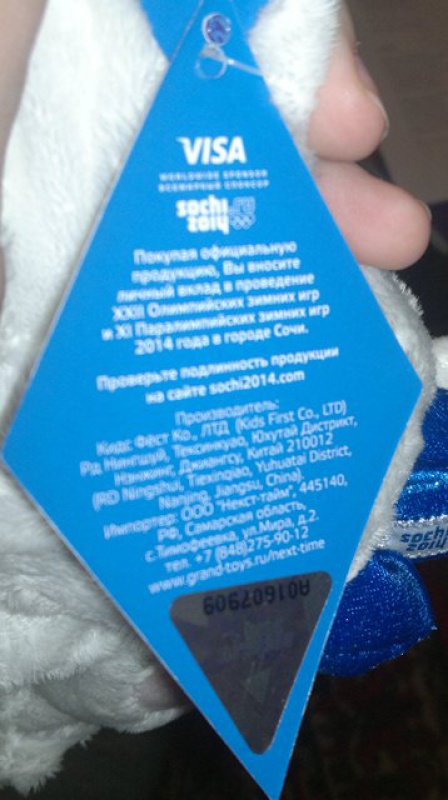 VISA
WORLDWIDE SPONSOR
ВСЕМИРНЫЙ СПОНСОР
sochi.ru
2014
Покупая официальную
продукцию, Вы вносите
личный вклад в проведение
XXII Олимпийских зимних игр
и XI Паралимпийских зимних игр
2014 года в городе Сочи.
Проверьте подлинность продукции
на сайте sochi2014.com
Производитель:
Кидс Фёст Ко., ЛТД (Kids First Co., LTD)
Рд Нингшуй, Тексинкуао, Юхутай Дистрикт,
Нанжинг, Джиангсу, Китай 210012
(RD Ningshui, Tiexinqiao, Yuhuatai District,
Nanjing, Jiangsu, China),
Импортер: ООО "Некст-тайм", 445140,
РФ, Самарская область,
с.Тимофеевка, ул.Мира, д.2.
тел. +7 (848)275-90-12
www.grand-toys.ru/next-time
A01607909
sochi
2014